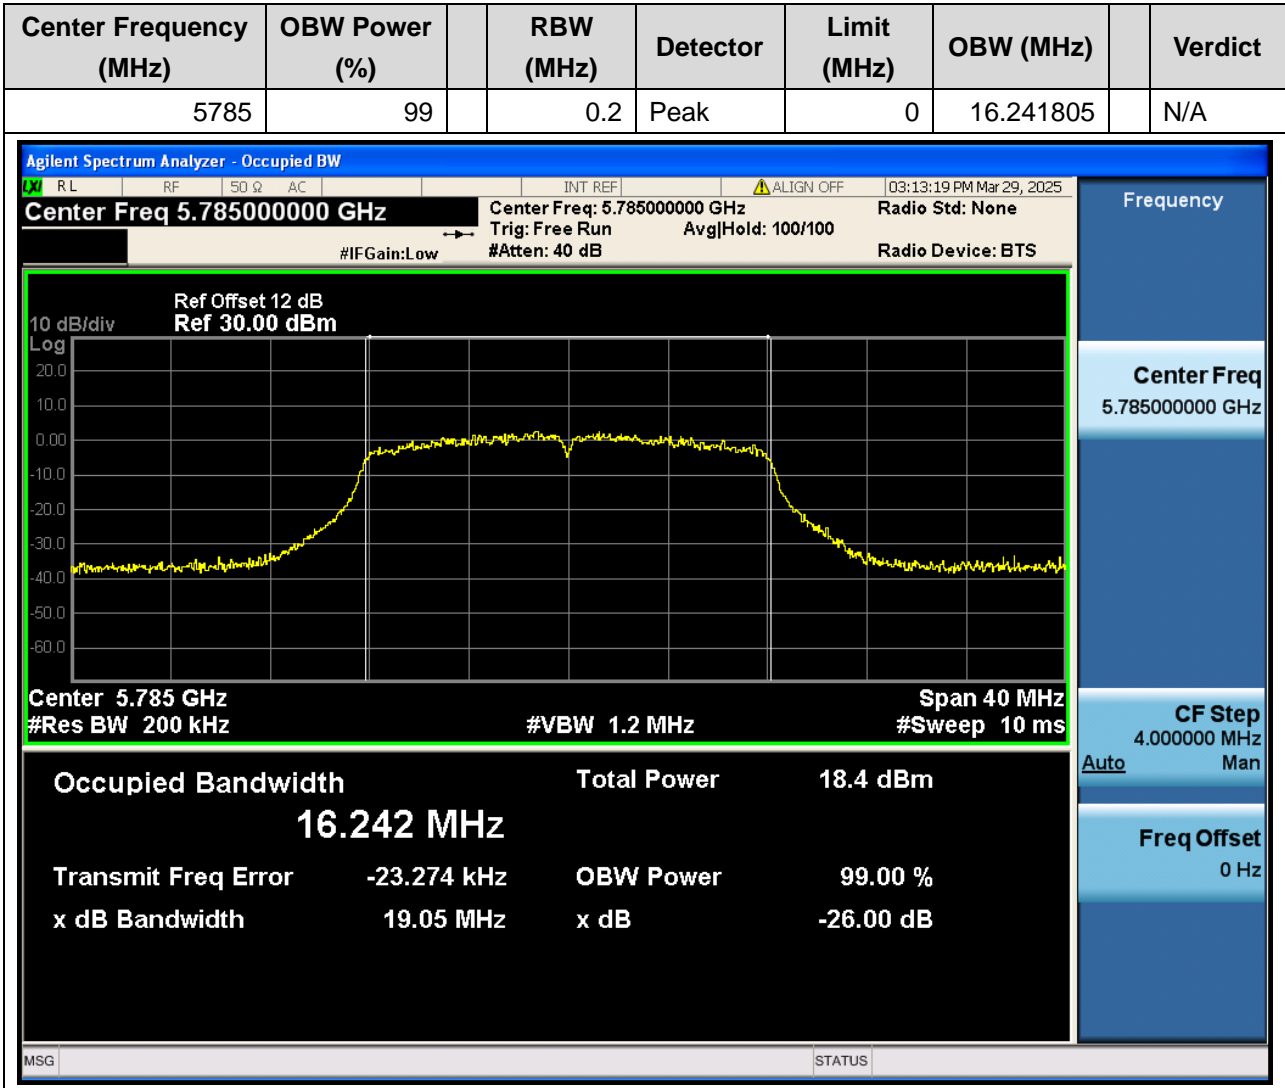 Center Frequency (MHz) OBW Power (%) RBW (MHz) Detector Limit (MHz) OBW (MHz) Verdict
5785 99 0.2 Peak 0 16.241805 N/A
Agilent Spectrum Analyzer - Occupied BW
LXI RL RF 50 Ω AC INT REF ALIGN OFF 03:13:19 PM Mar 29, 2025
Center Freq 5.785000000 GHz
Center Freq: 5.785000000 GHz Radio Std: None
Trig: Free Run Avg|Hold: 100/100
#IFGain:Low #Atten: 40 dB Radio Device: BTS
Frequency
Ref Offset 12 dB
10 dB/div Ref 30.00 dBm
Log
20.0
10.0
0.00
-10.0
-20.0
-30.0
-40.0
-50.0
-60.0
Center 5.785 GHz Span 40 MHz
#Res BW 200 kHz #VBW 1.2 MHz #Sweep 10 ms
Center Freq
5.785000000 GHz
CF Step
4.000000 MHz
Auto Man
Freq Offset
0 Hz
Occupied Bandwidth Total Power 18.4 dBm
16.242 MHz
Transmit Freq Error -23.274 kHz OBW Power 99.00 %
x dB Bandwidth 19.05 MHz x dB -26.00 dB
MSG STATUS